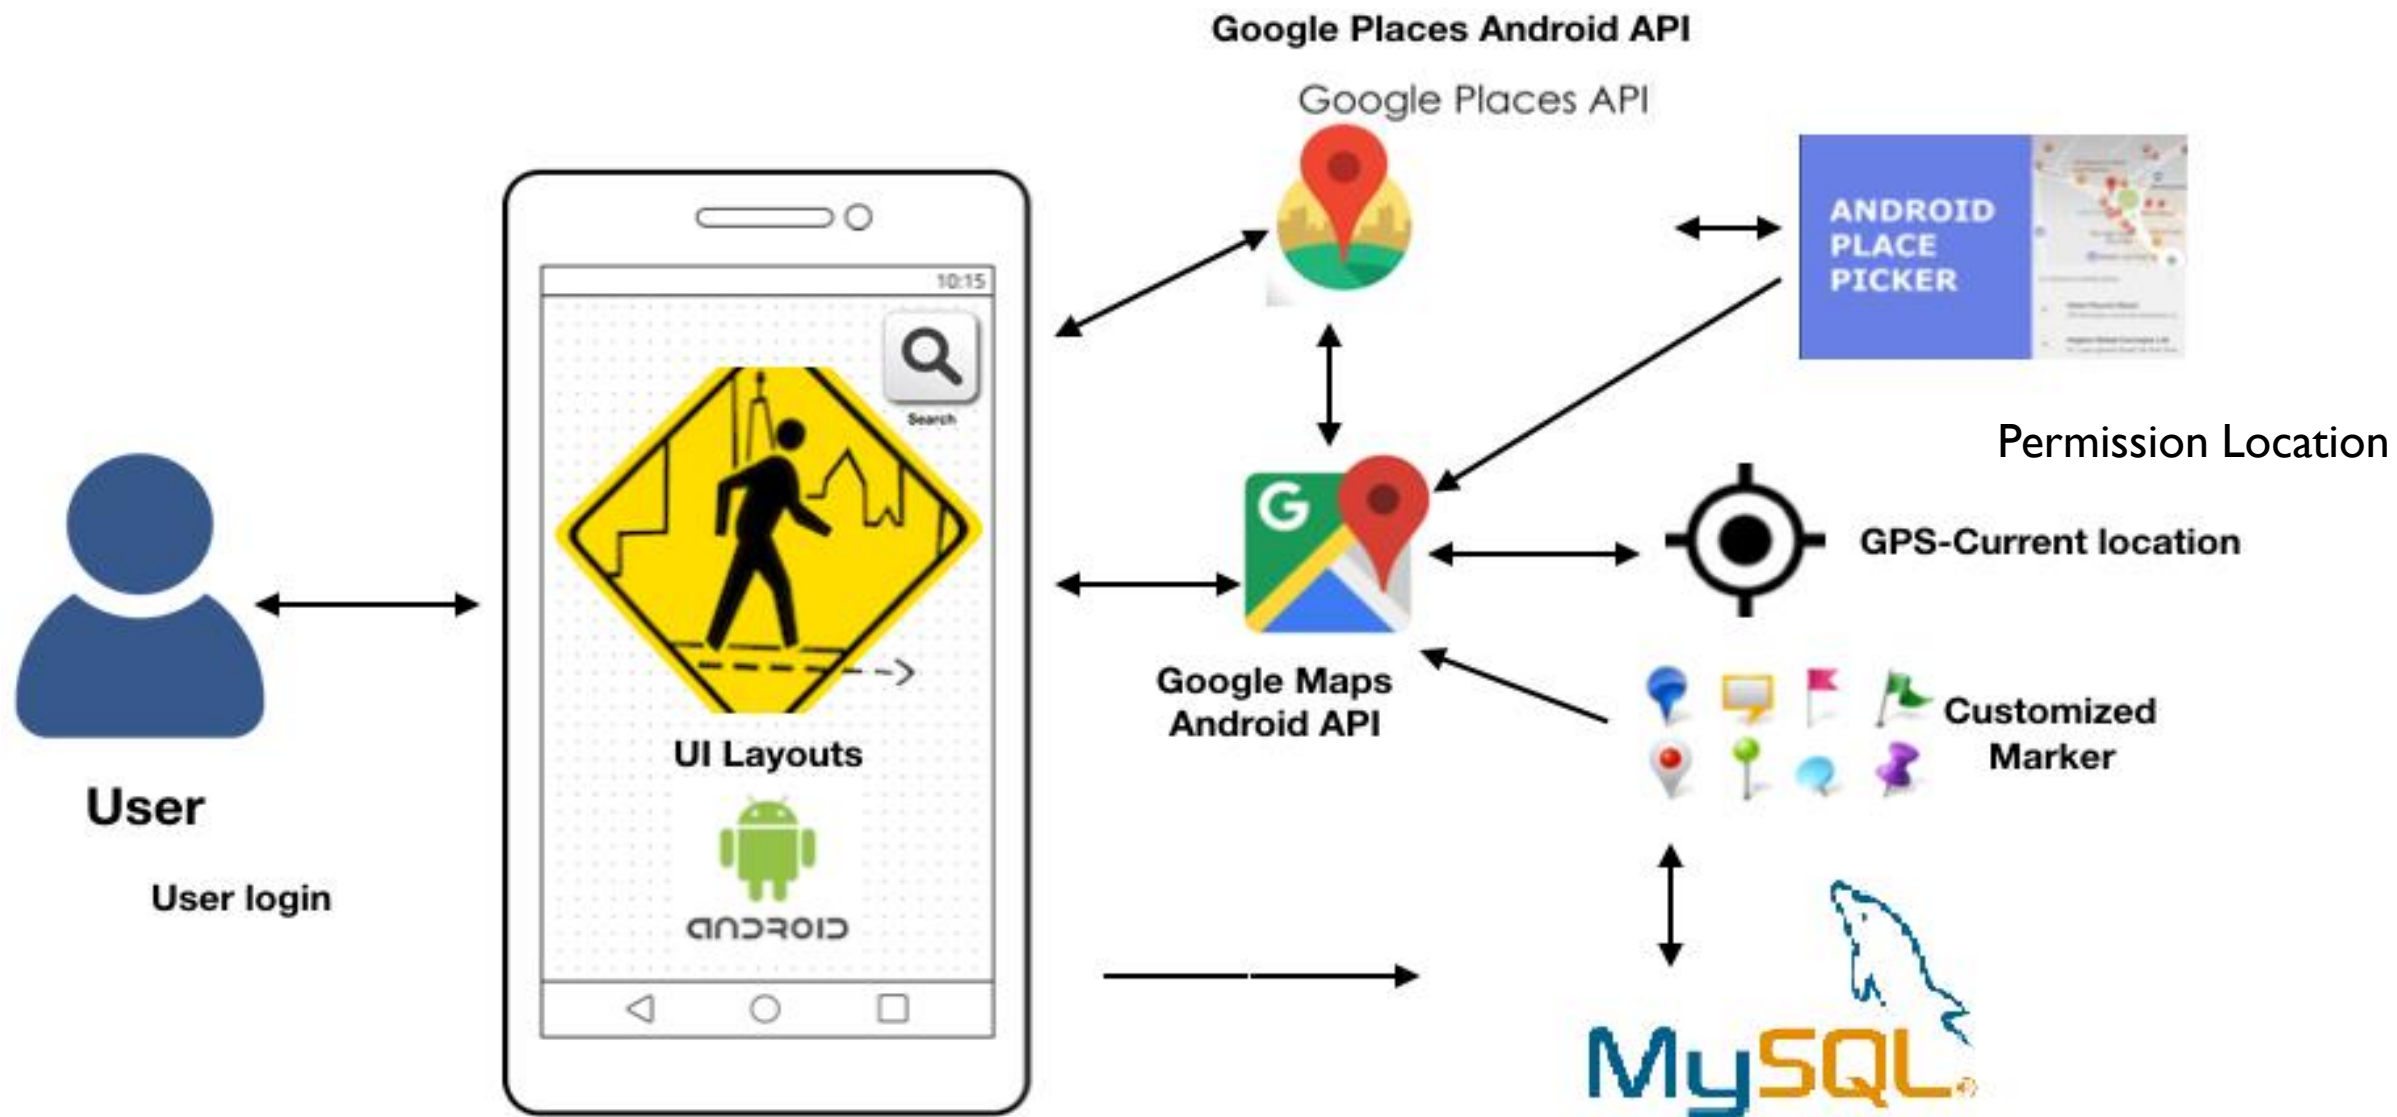 Google Places Android API
Google Places API
ANDROID
PLACE
PICKER
10:15
Search
Permission Location
G
GPS-Current location
Google Maps
Android API
Customized
Marker
UI Layouts
User
User login
ANDROID
MySQL